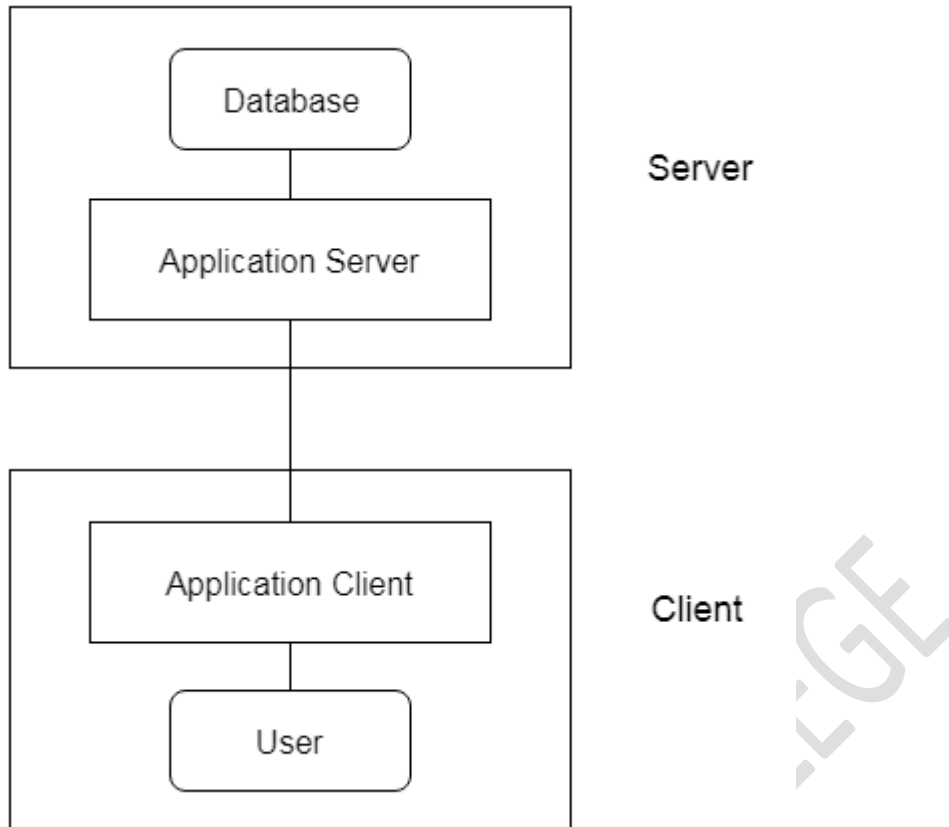 Database
Server
Application Server
Application Client
Client
User